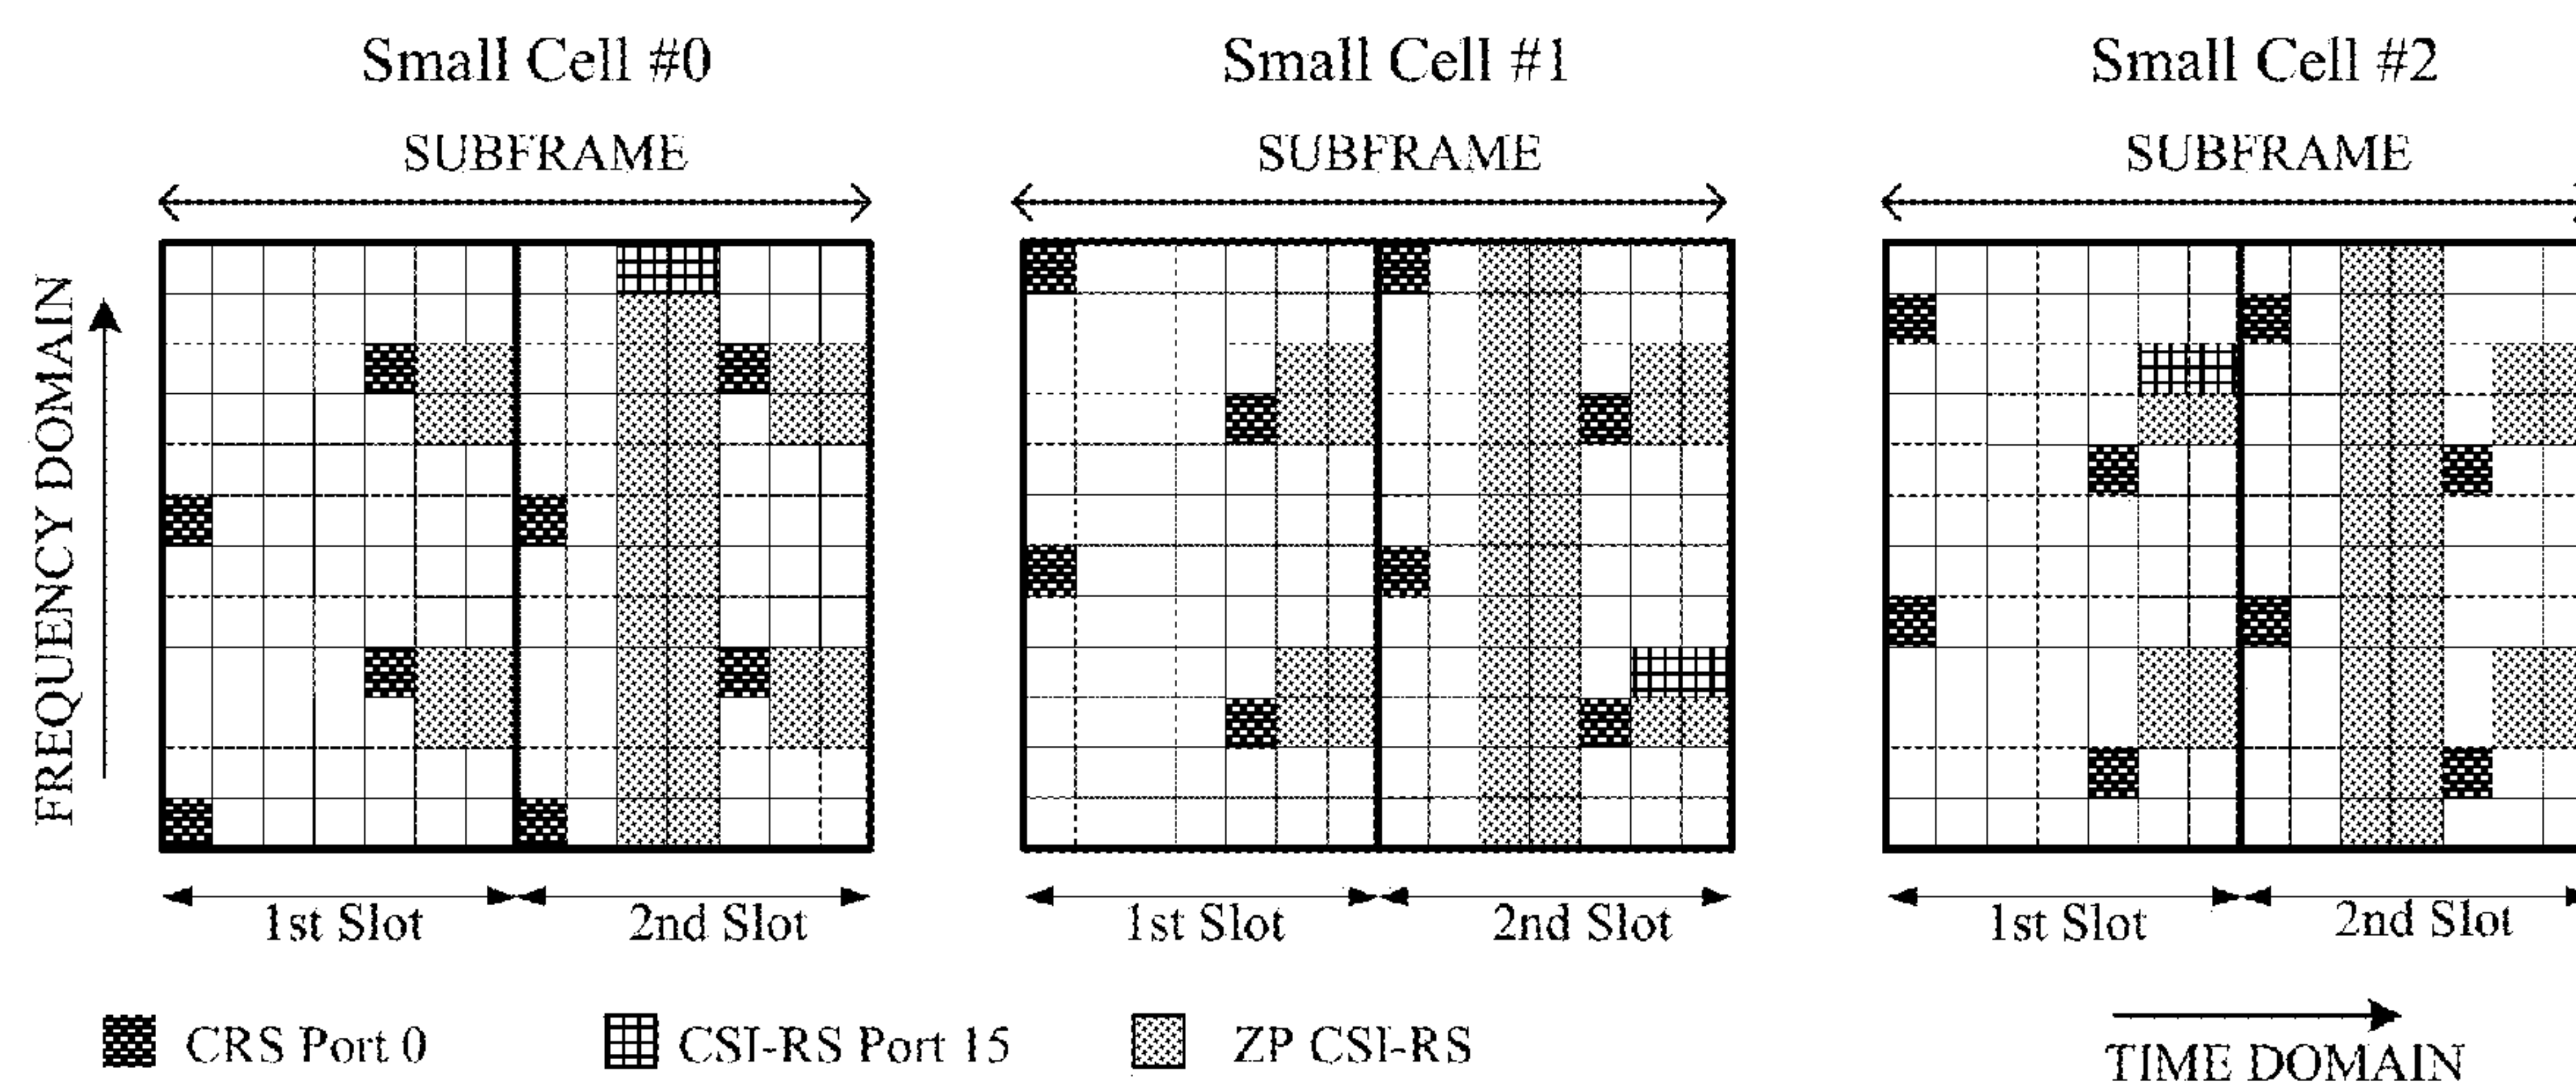 Small Cell #0
Small Cell #1
Small Cell #2
SUBFRAME
SUBFRAME
SUBFRAME
FREQUENCY DOMAIN
1st Slot
2nd Slot
1st Slot
2nd Slot
1st Slot
2nd Slot
CRS Port 0
CSI-RS Port 15
ZP CSI-RS
TIME DOMAIN